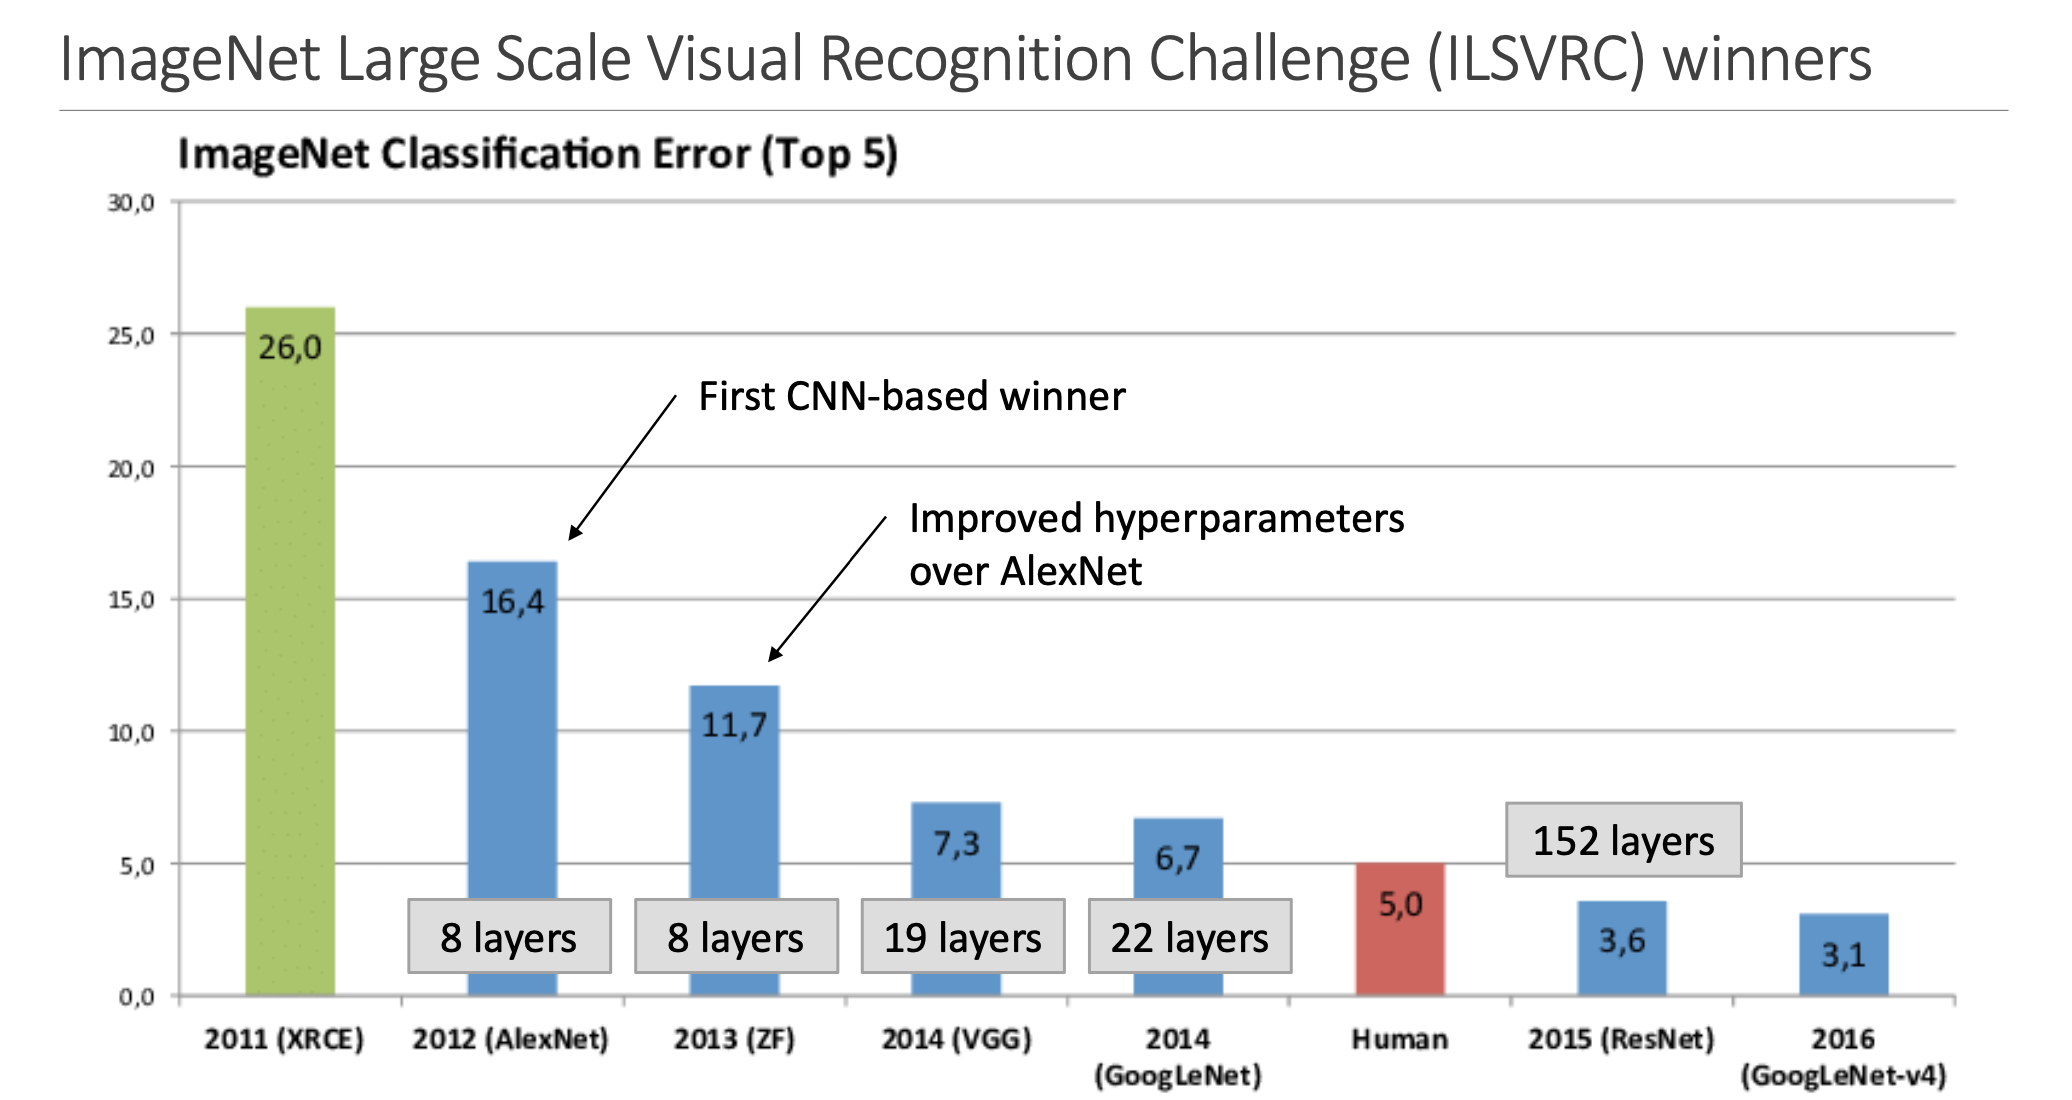 ImageNet Large Scale Visual Recognition Challenge (ILSVRC) winners
ImageNet Classification Error (Top 5)
30,0
25,0
20,0
15,0
10,0
5,0
0,0
26,0
16,4
11,7
7,3
6,7
5,0
3,6
3,1
First CNN-based winner
Improved hyperparameters
over AlexNet
8 layers
8 layers
19 layers
22 layers
152 layers
2011 (XRCE)
2012 (AlexNet)
2013 (ZF)
2014 (VGG)
2014
(GoogLeNet)
Human
2015 (ResNet)
2016
(GoogLeNet-v4)